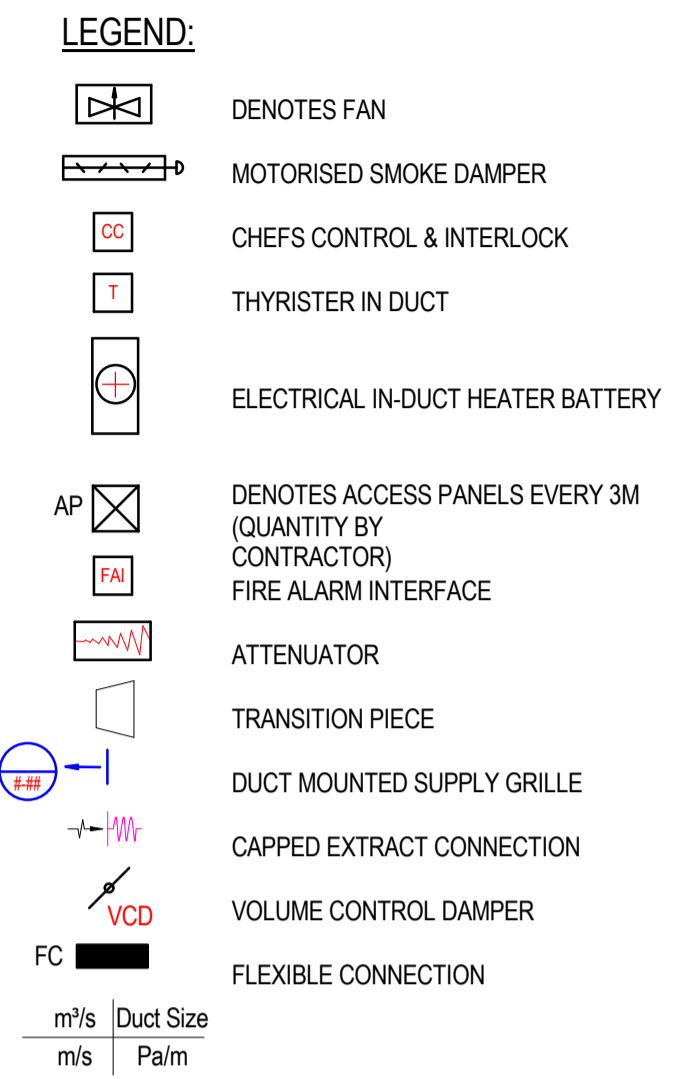 LEGEND:
DENOTES FAN
MOTORISED SMOKE DAMPER
CC CHEFS CONTROL & INTERLOCK
T THYRISTER IN DUCT
ELECTRICAL IN-DUCT HEATER BATTERY
AP DENOTES ACCESS PANELS EVERY 3M
(QUANTITY BY
CONTRACTOR)
FAI FIRE ALARM INTERFACE
ATTENUATOR
TRANSITION PIECE
#-## DUCT MOUNTED SUPPLY GRILLE
CAPPED EXTRACT CONNECTION
VCD VOLUME CONTROL DAMPER
FC FLEXIBLE CONNECTION
m³/s Duct Size
m/s Pa/m